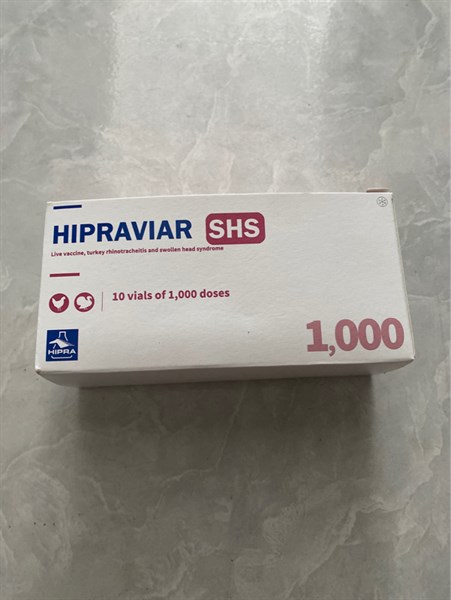 HIPRAVIAR SHS
Live vaccine, turkey rhinotracheitis and swollen head syndrome
10 vials of 1,000 doses
HIPRA
1,000